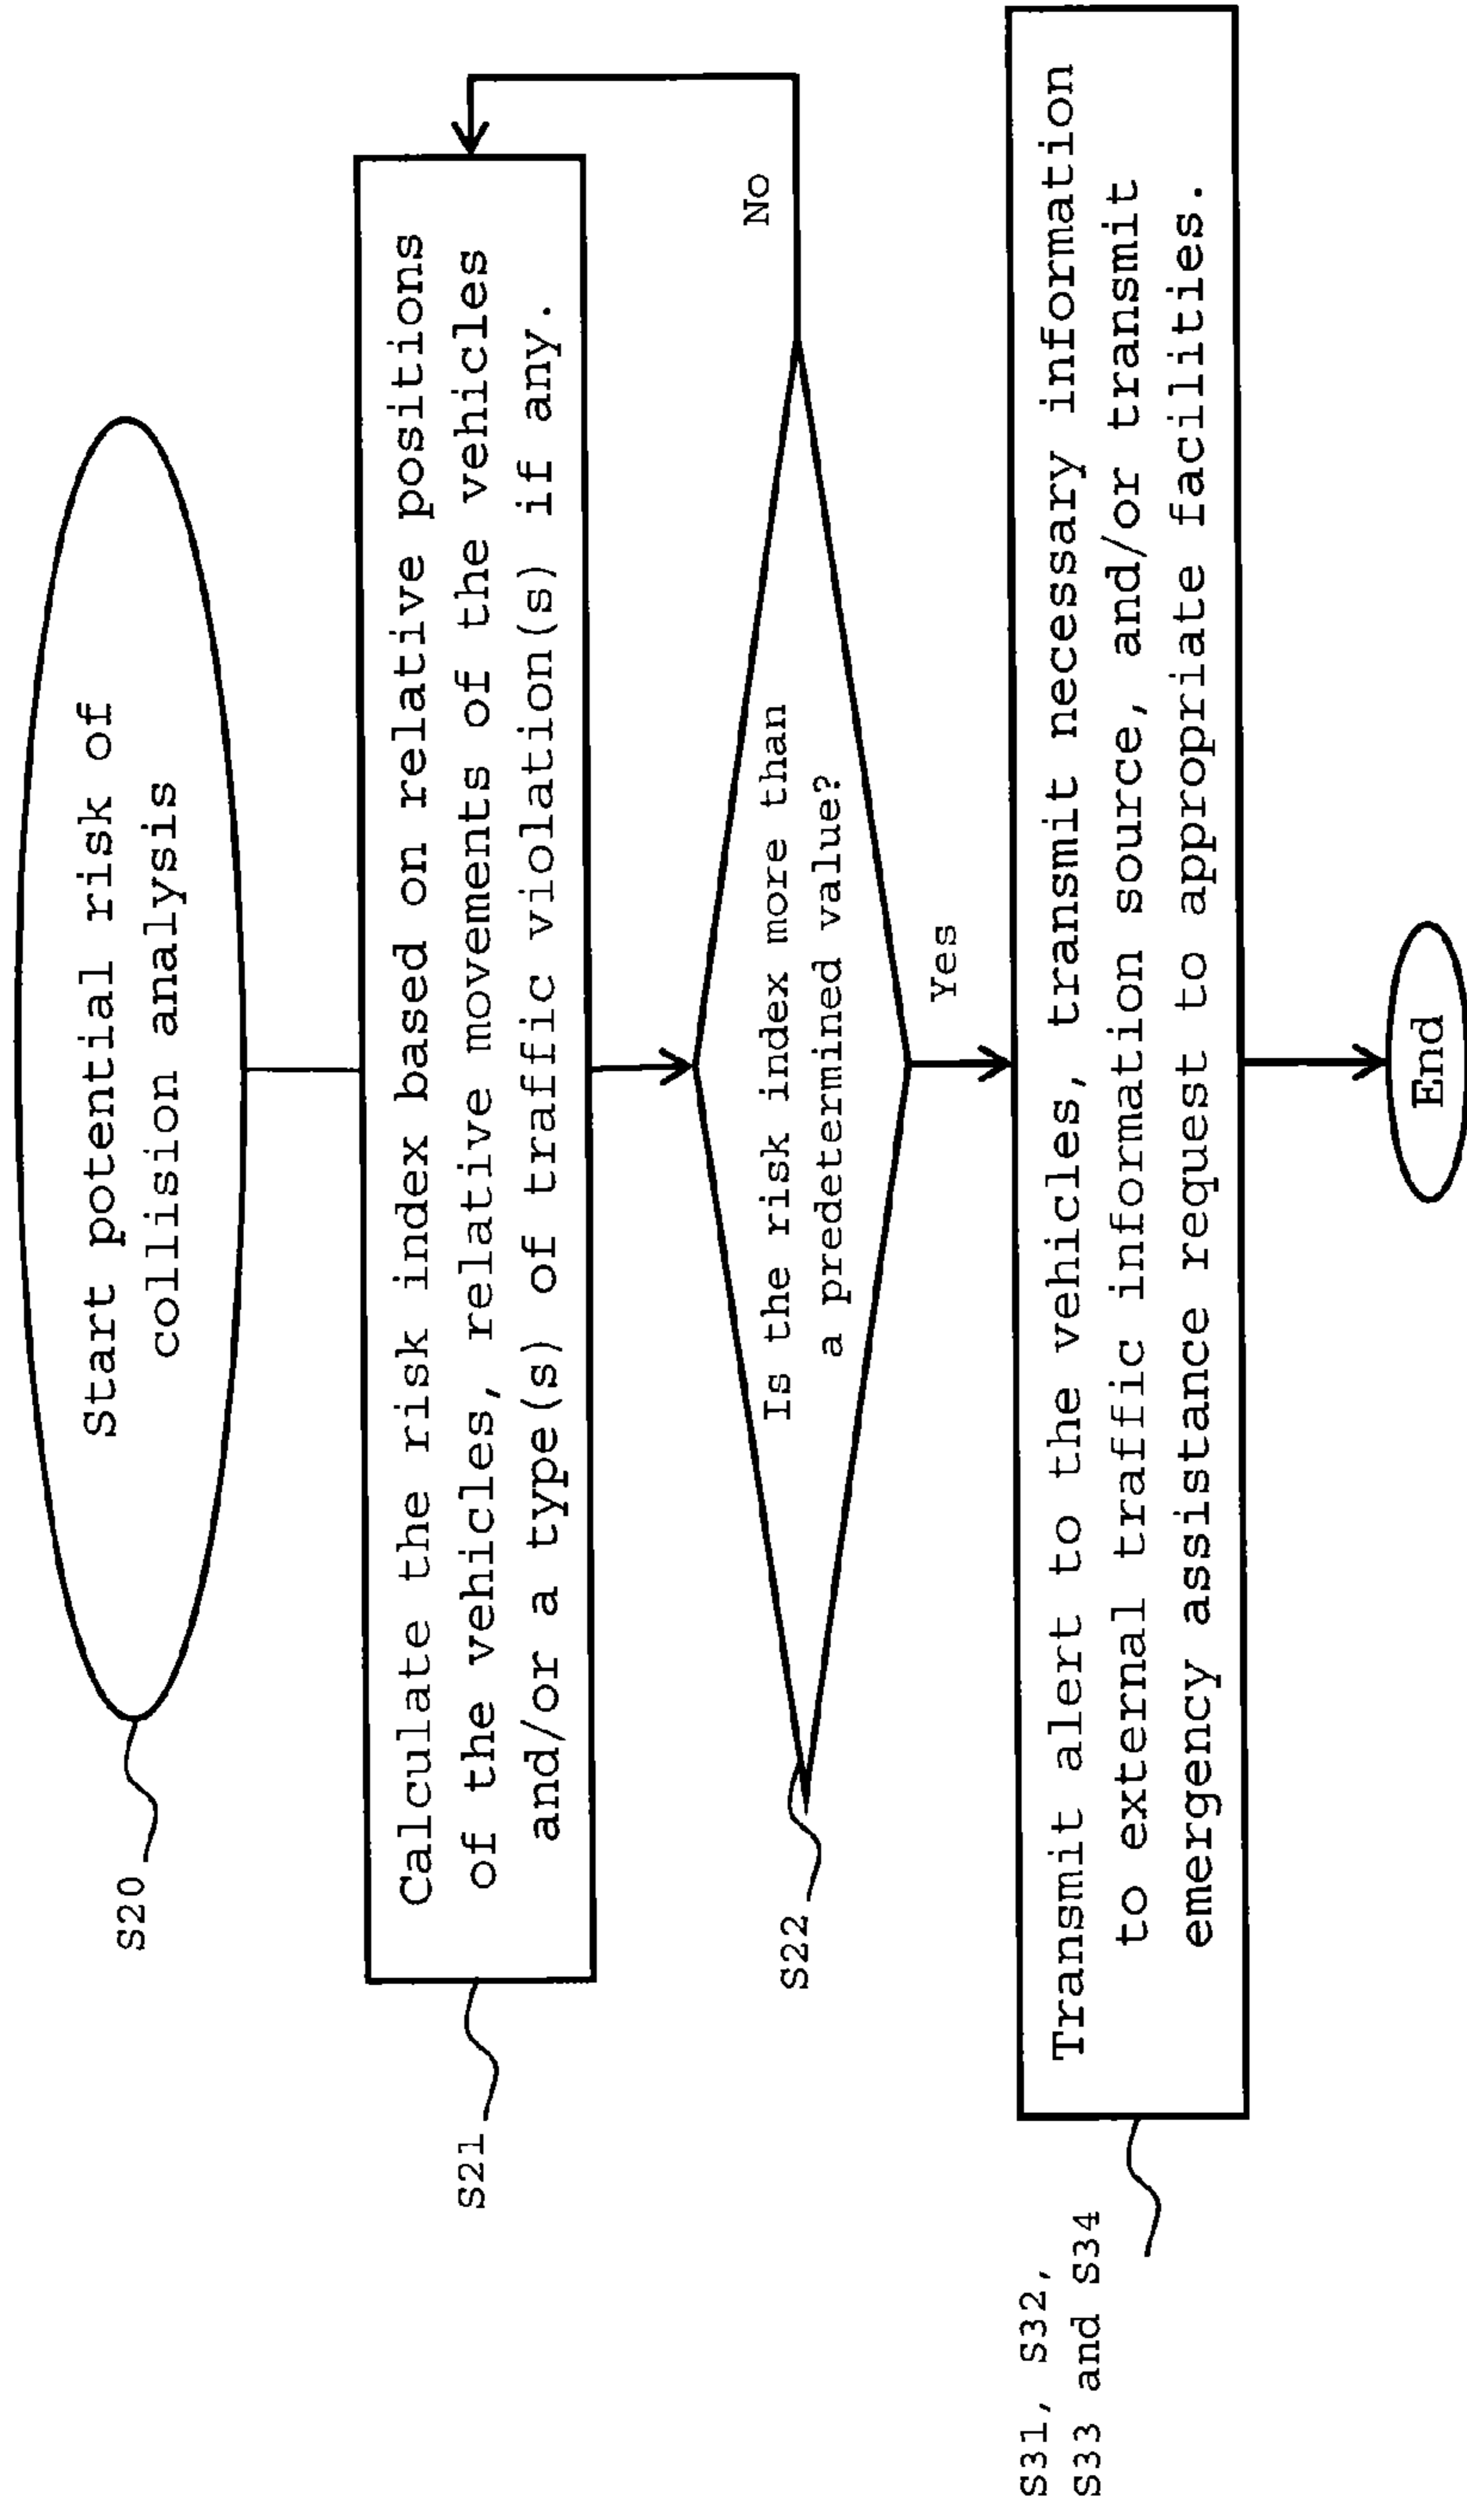 Start potential risk of
collision analysis
S20
Calculate the risk index based on relative positions
of the vehicles, relative movements of the vehicles
and/or a type(s) of traffic violation(s) if any.
S21
No
Is the risk index more than
a predetermined value?
S22
Yes
Transmit alert to the vehicles, transmit necessary information
to external traffic information source, and/or transmit
emergency assistance request to appropriate facilities.
S31, S32,
S33 and S34
End